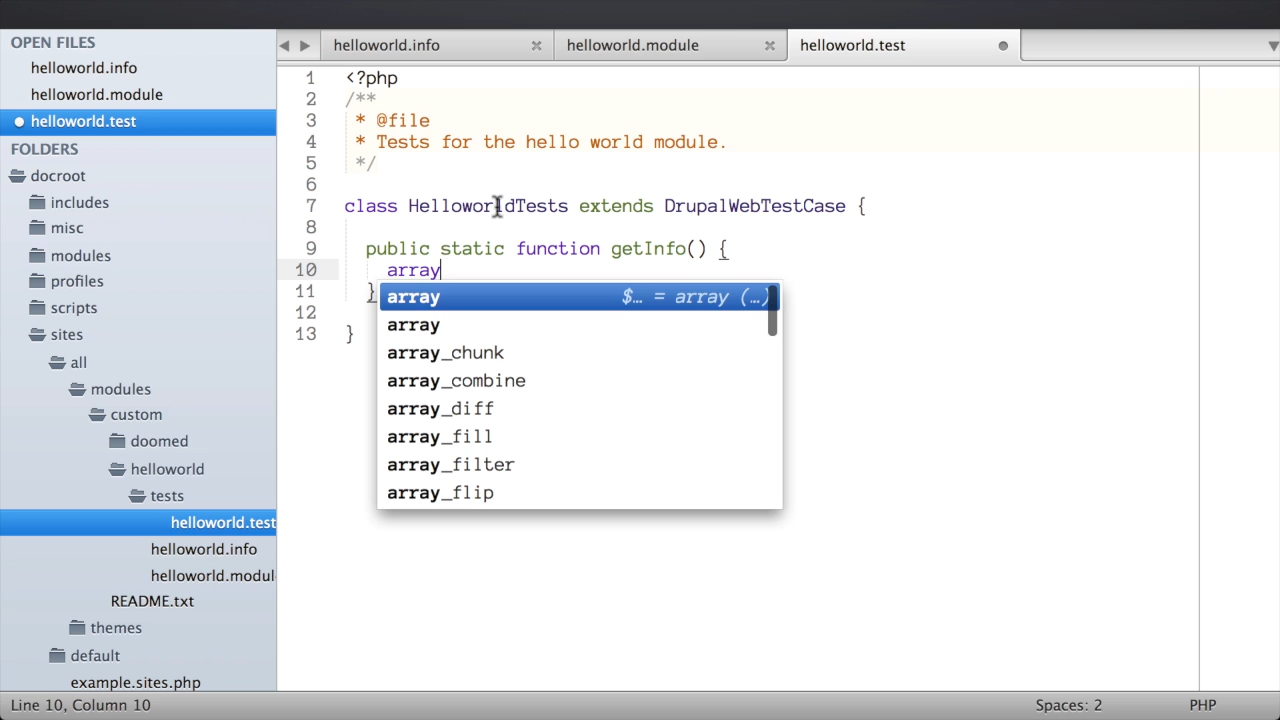 OPEN FILES
helloworld.info
helloworld.module
helloworld.test
FOLDERS
docroot
includes
misc
modules
profiles
scripts
sites
all
modules
custom
doomed
helloworld
tests
helloworld.test
helloworld.info
helloworld.modul
README.txt
themes
default
example.sites.php
helloworld.info
helloworld.module
helloworld.test
1 <?php
2 /**
3 * @file
4 * Tests for the hello world module.
5 */
6
7 class HelloworldTests extends DrupalWebTestCase {
8
9 public static function getInfo() {
10 array
11 }
12
13 }
array $… = array (…)
array
array_chunk
array_combine
array_diff
array_fill
array_filter
array_flip
Line 10, Column 10 Spaces: 2 PHP